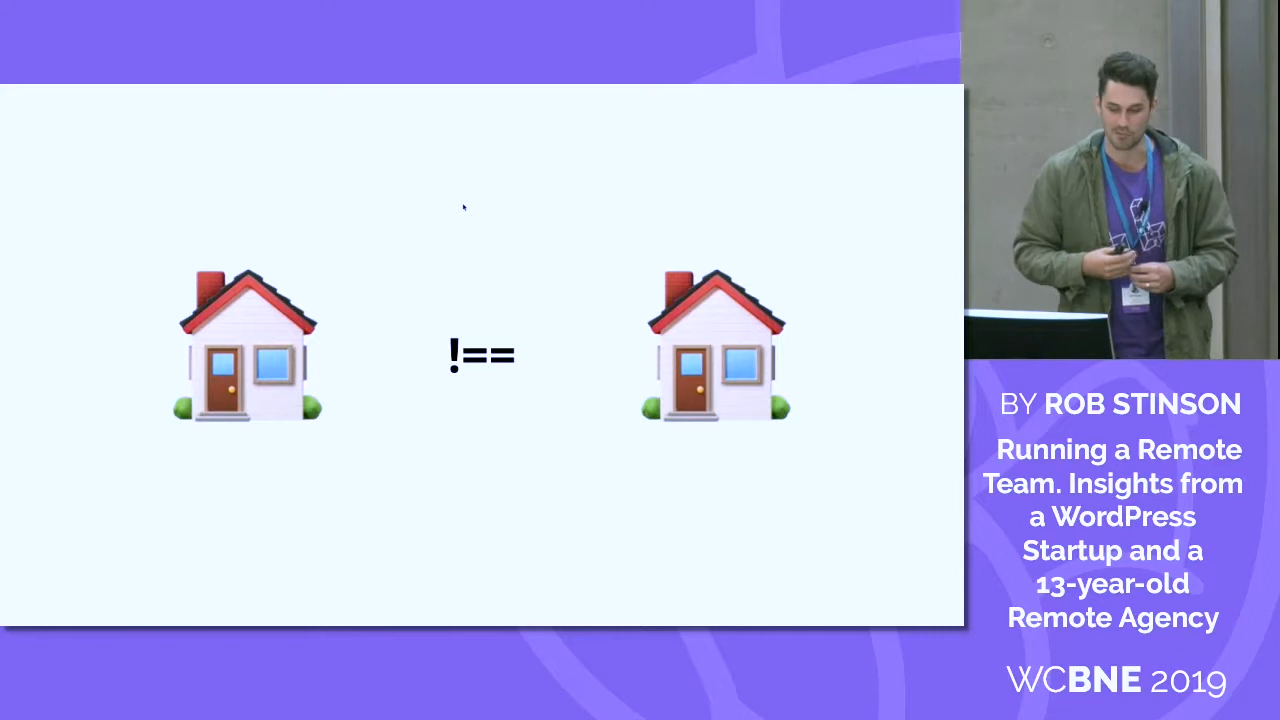 !==
BY ROB STINSON
Running a Remote
Team. Insights from
a WordPress
Startup and a
13-year-old
Remote Agency
WCBNE 2019